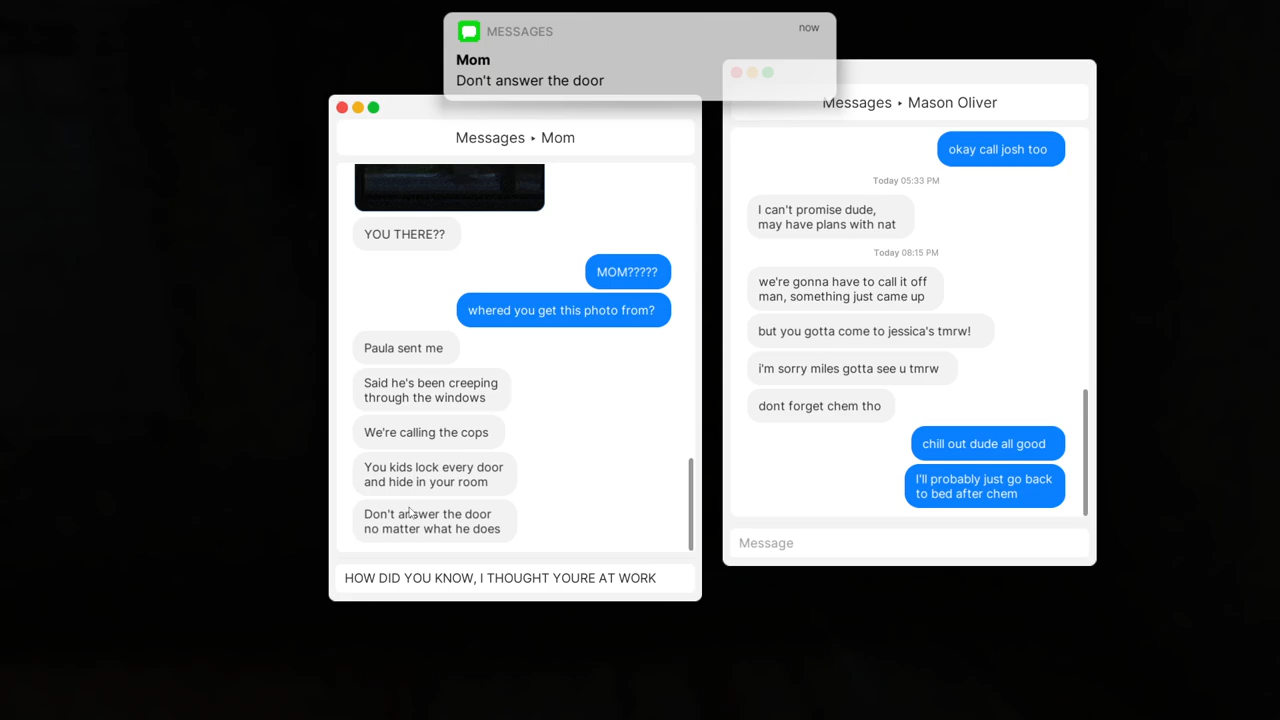 MESSAGES
now
Mom
Don't answer the door
Messages ‣ Mom
YOU THERE??
MOM?????
whered you get this photo from?
Paula sent me
Said he's been creeping
through the windows
We're calling the cops
You kids lock every door
and hide in your room
Don't answer the door
no matter what he does
HOW DID YOU KNOW, I THOUGHT YOURE AT WORK
Messages ‣ Mason Oliver
okay call josh too
Today 05:33 PM
I can't promise dude,
may have plans with nat
Today 08:15 PM
we're gonna have to call it off
man, something just came up
but you gotta come to jessica's tmrw!
i'm sorry miles gotta see u tmrw
dont forget chem tho
chill out dude all good
I'll probably just go back
to bed after chem
Message